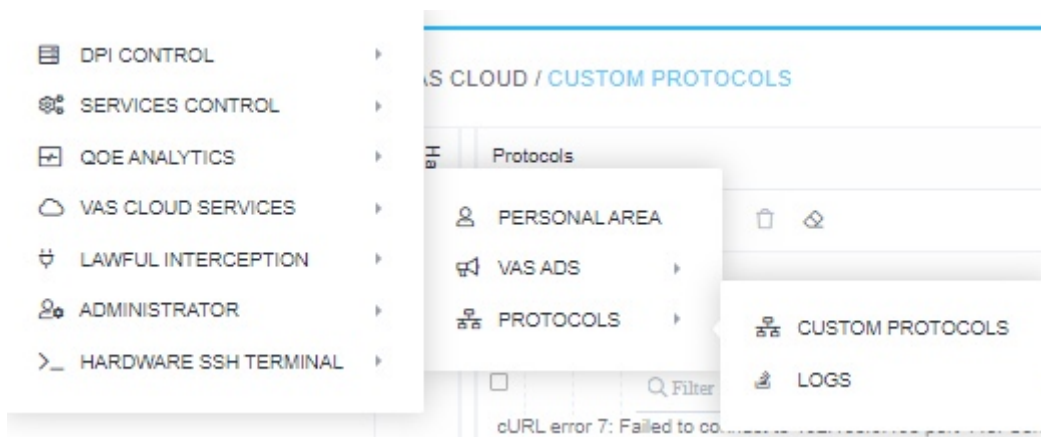 DPI CONTROL
SERVICES CONTROL
QOE ANALYTICS
VAS CLOUD SERVICES
LAWFUL INTERCEPTION
ADMINISTRATOR
HARDWARE SSH TERMINAL
AS CLOUD / CUSTOM PROTOCOLS
Protocols
PERSONAL AREA
VAS ADS
PROTOCOLS
CUSTOM PROTOCOLS
LOGS
Filter
cURL error 7: Failed to